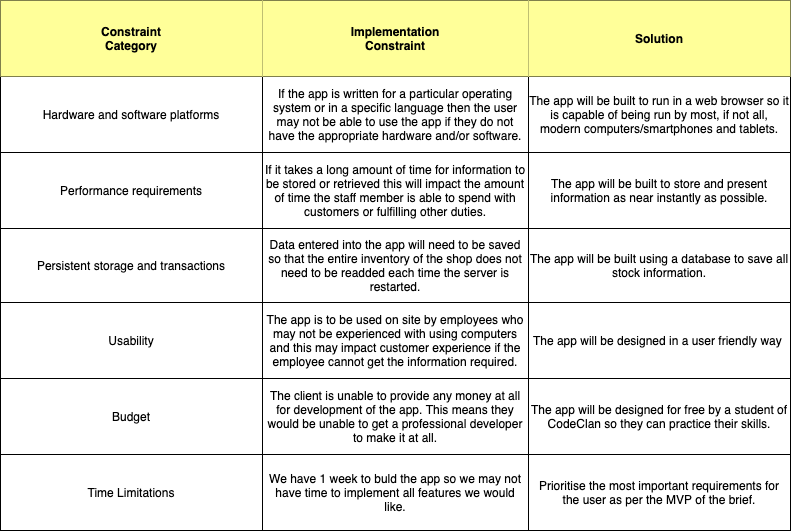 Constraint
Category
Implementation
Constraint
Solution
Hardware and software platforms
If the app is written for a particular operating
system or in a specific language then the user
may not be able to use the app if they do not
have the appropriate hardware and/or software.
The app will be built to run in a web browser so it
is capable of being run by most, if not all,
modern computers/smartphones and tablets.
Performance requirements
If it takes a long amount of time for information to
be stored or retrieved this will impact the amount
of time the staff member is able to spend with
customers or fulfilling other duties.
The app will be built to store and present
information as near instantly as possible.
Persistent storage and transactions
Data entered into the app will need to be saved
so that the entire inventory of the shop does not
need to be readded each time the server is
restarted.
The app will be built using a database to save all
stock information.
Usability
The app is to be used on site by employees who
may not be experienced with using computers
and this may impact customer experience if the
employee cannot get the information required.
The app will be designed in a user friendly way
Budget
The client is unable to provide any money at all
for development of the app. This means they
would be unable to get a professional developer
to make it at all.
The app will be designed for free by a student of
CodeClan so they can practice their skills.
Time Limitations
We have 1 week to buld the app so we may not
have time to implement all features we would
like.
Prioritise the most important requirements for
the user as per the MVP of the brief.